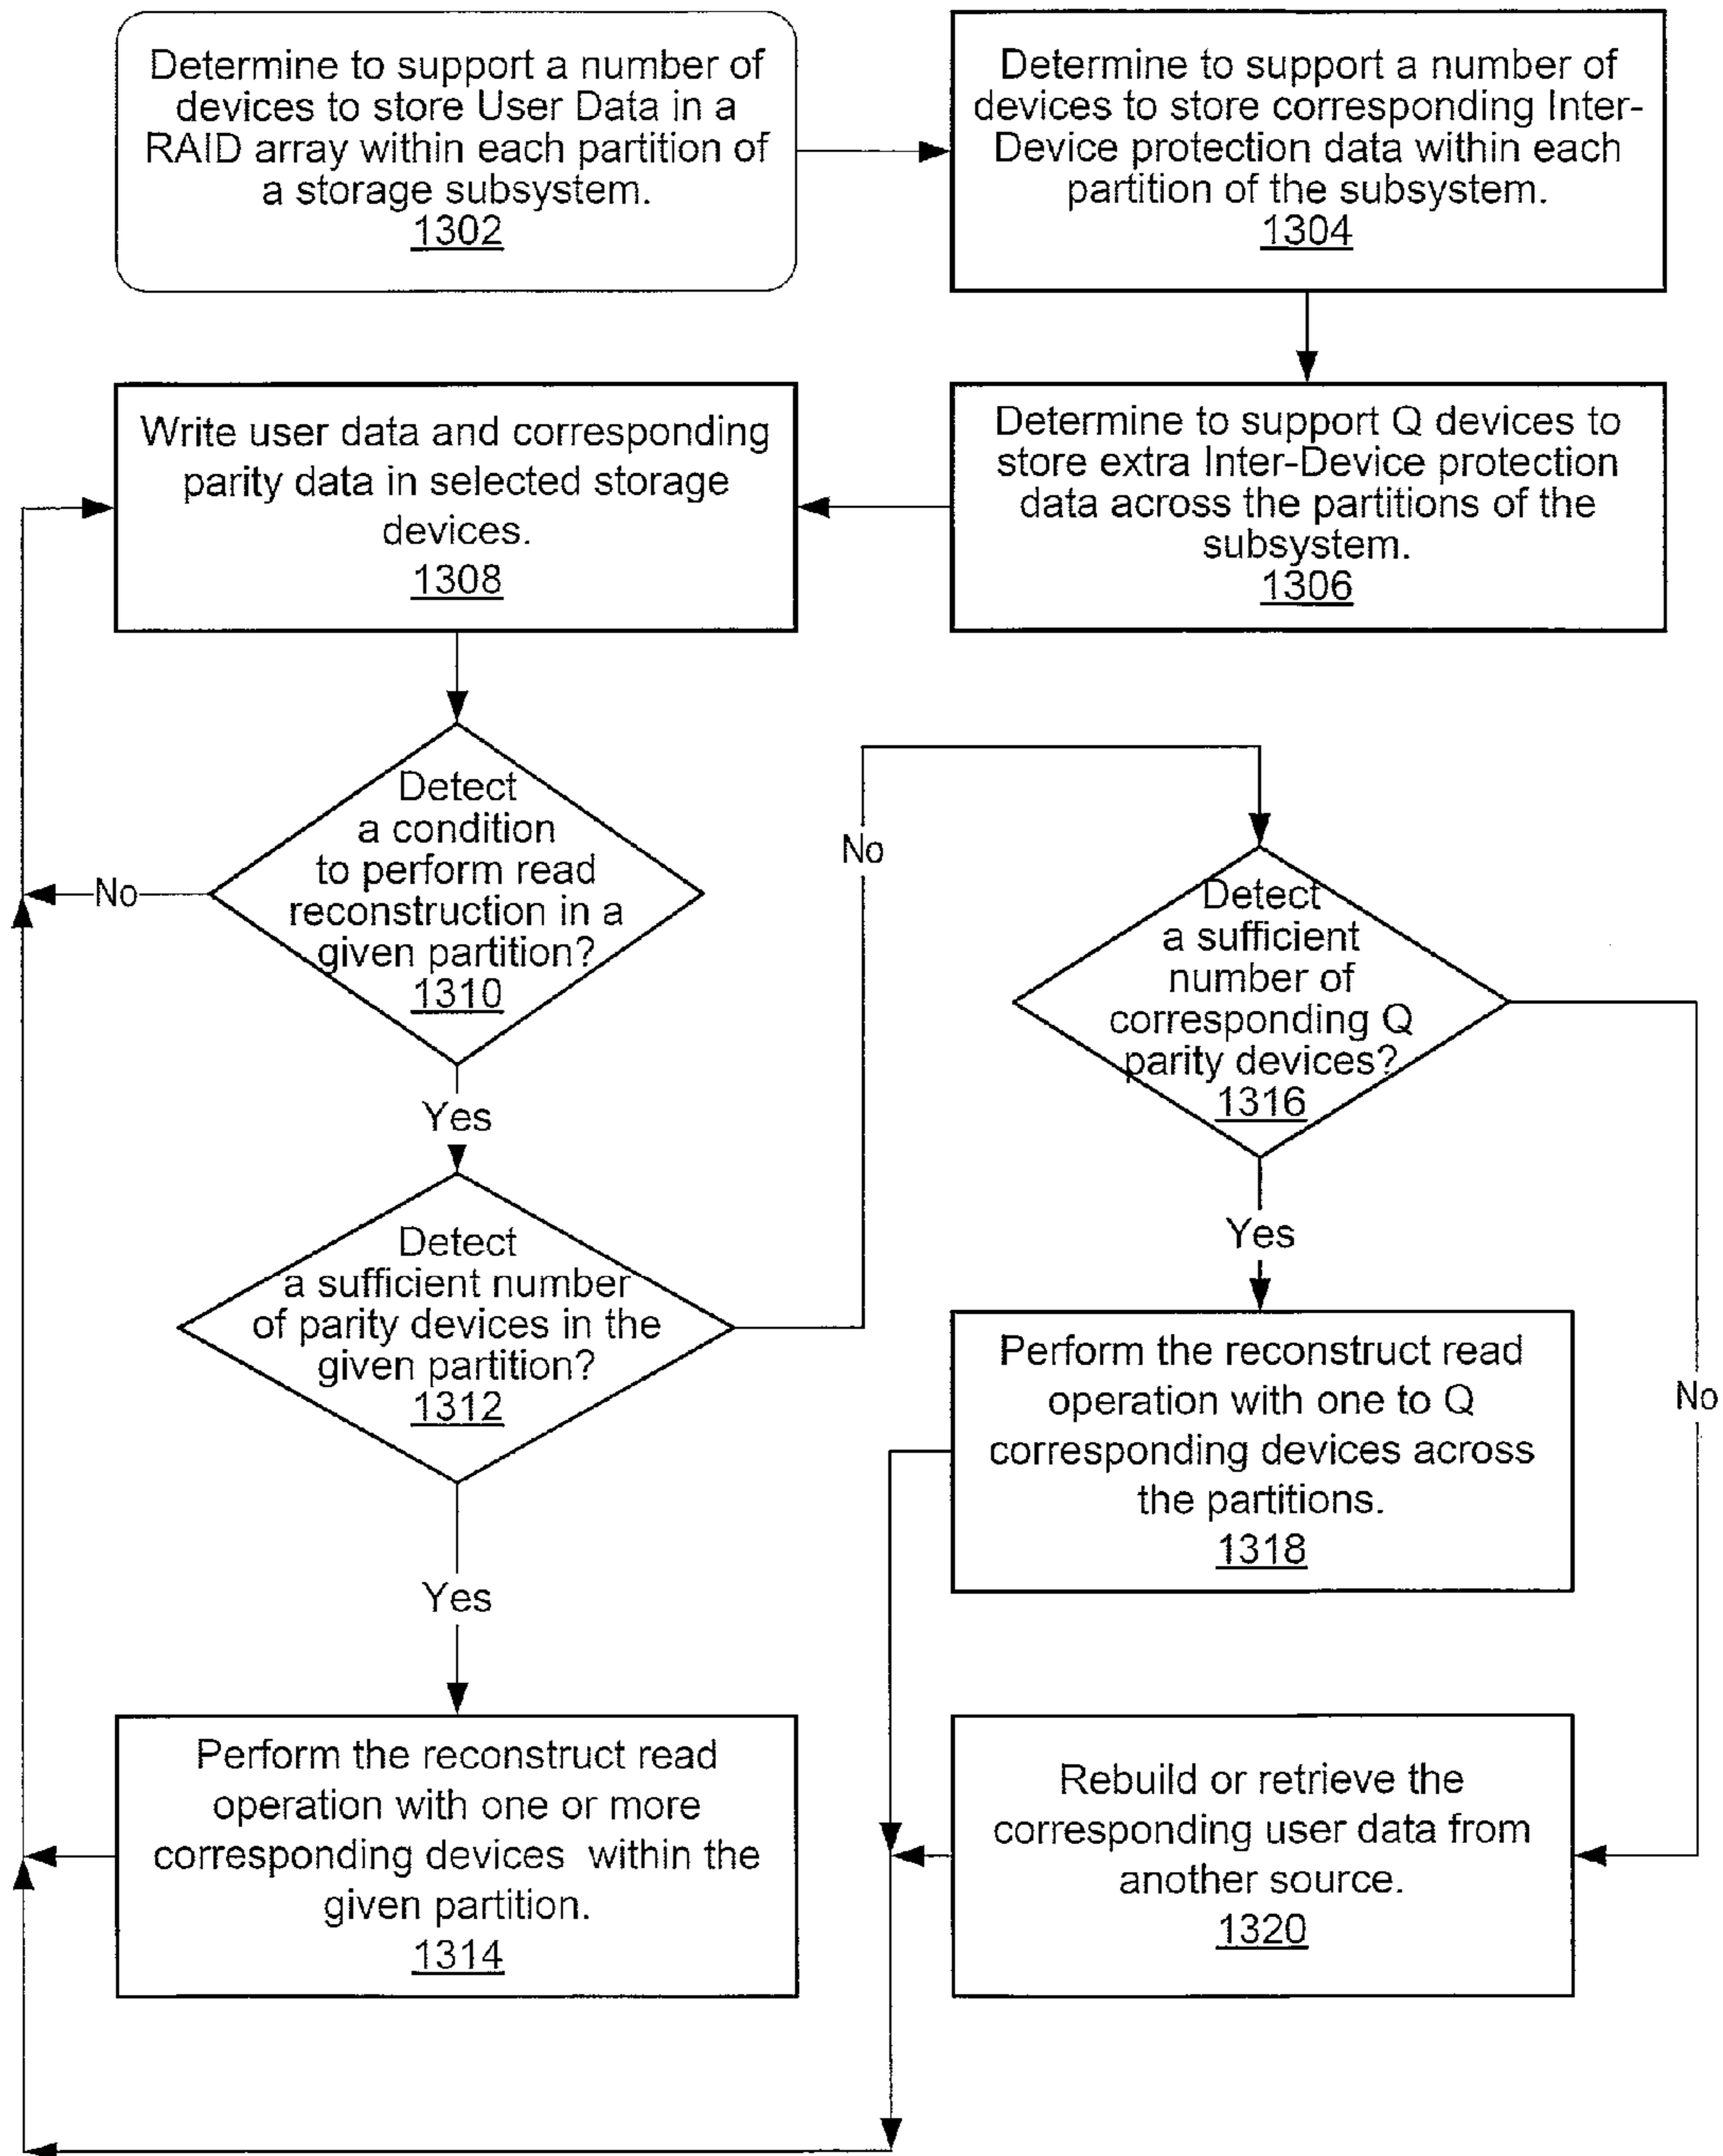 Determine to support a number of
devices to store User Data in a
RAID array within each partition of
a storage subsystem.
1302
Determine to support a number of
devices to store corresponding Inter-
Device protection data within each
partition of the subsystem.
1304
Determine to support Q devices to
store extra Inter-Device protection
data across the partitions of the
subsystem.
1306
Write user data and corresponding
parity data in selected storage
devices.
1308
Detect
a condition
to perform read
reconstruction in a
given partition?
1310
No
Yes
Detect
a sufficient number
of parity devices in the
given partition?
1312
No
Yes
Perform the reconstruct read
operation with one or more
corresponding devices within the
given partition.
1314
Detect
a sufficient
number of
corresponding Q
parity devices?
1316
Yes
No
Perform the reconstruct read
operation with one to Q
corresponding devices across
the partitions.
1318
Rebuild or retrieve the
corresponding user data from
another source.
1320